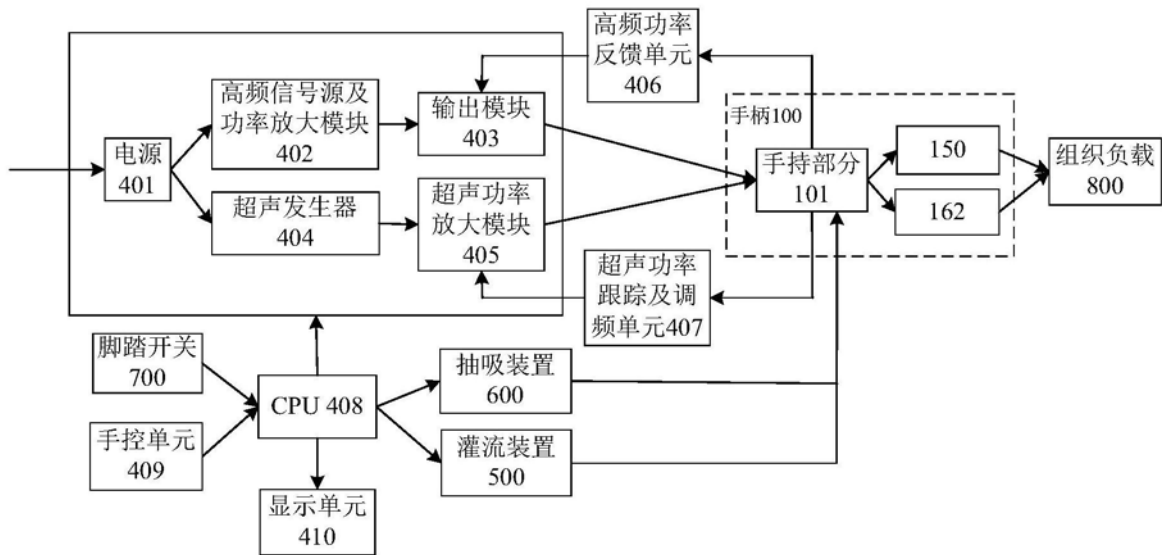 高频功率
反馈单元
406
高频信号源及
功率放大模块
402
输出模块
403
手柄100
电源
401
手持部分
101
150
162
组织负载
800
超声发生器
404
超声功率
放大模块
405
超声功率
跟踪及调
频单元407
脚踏开关
700
CPU 408
抽吸装置
600
手控单元
409
灌流装置
500
显示单元
410